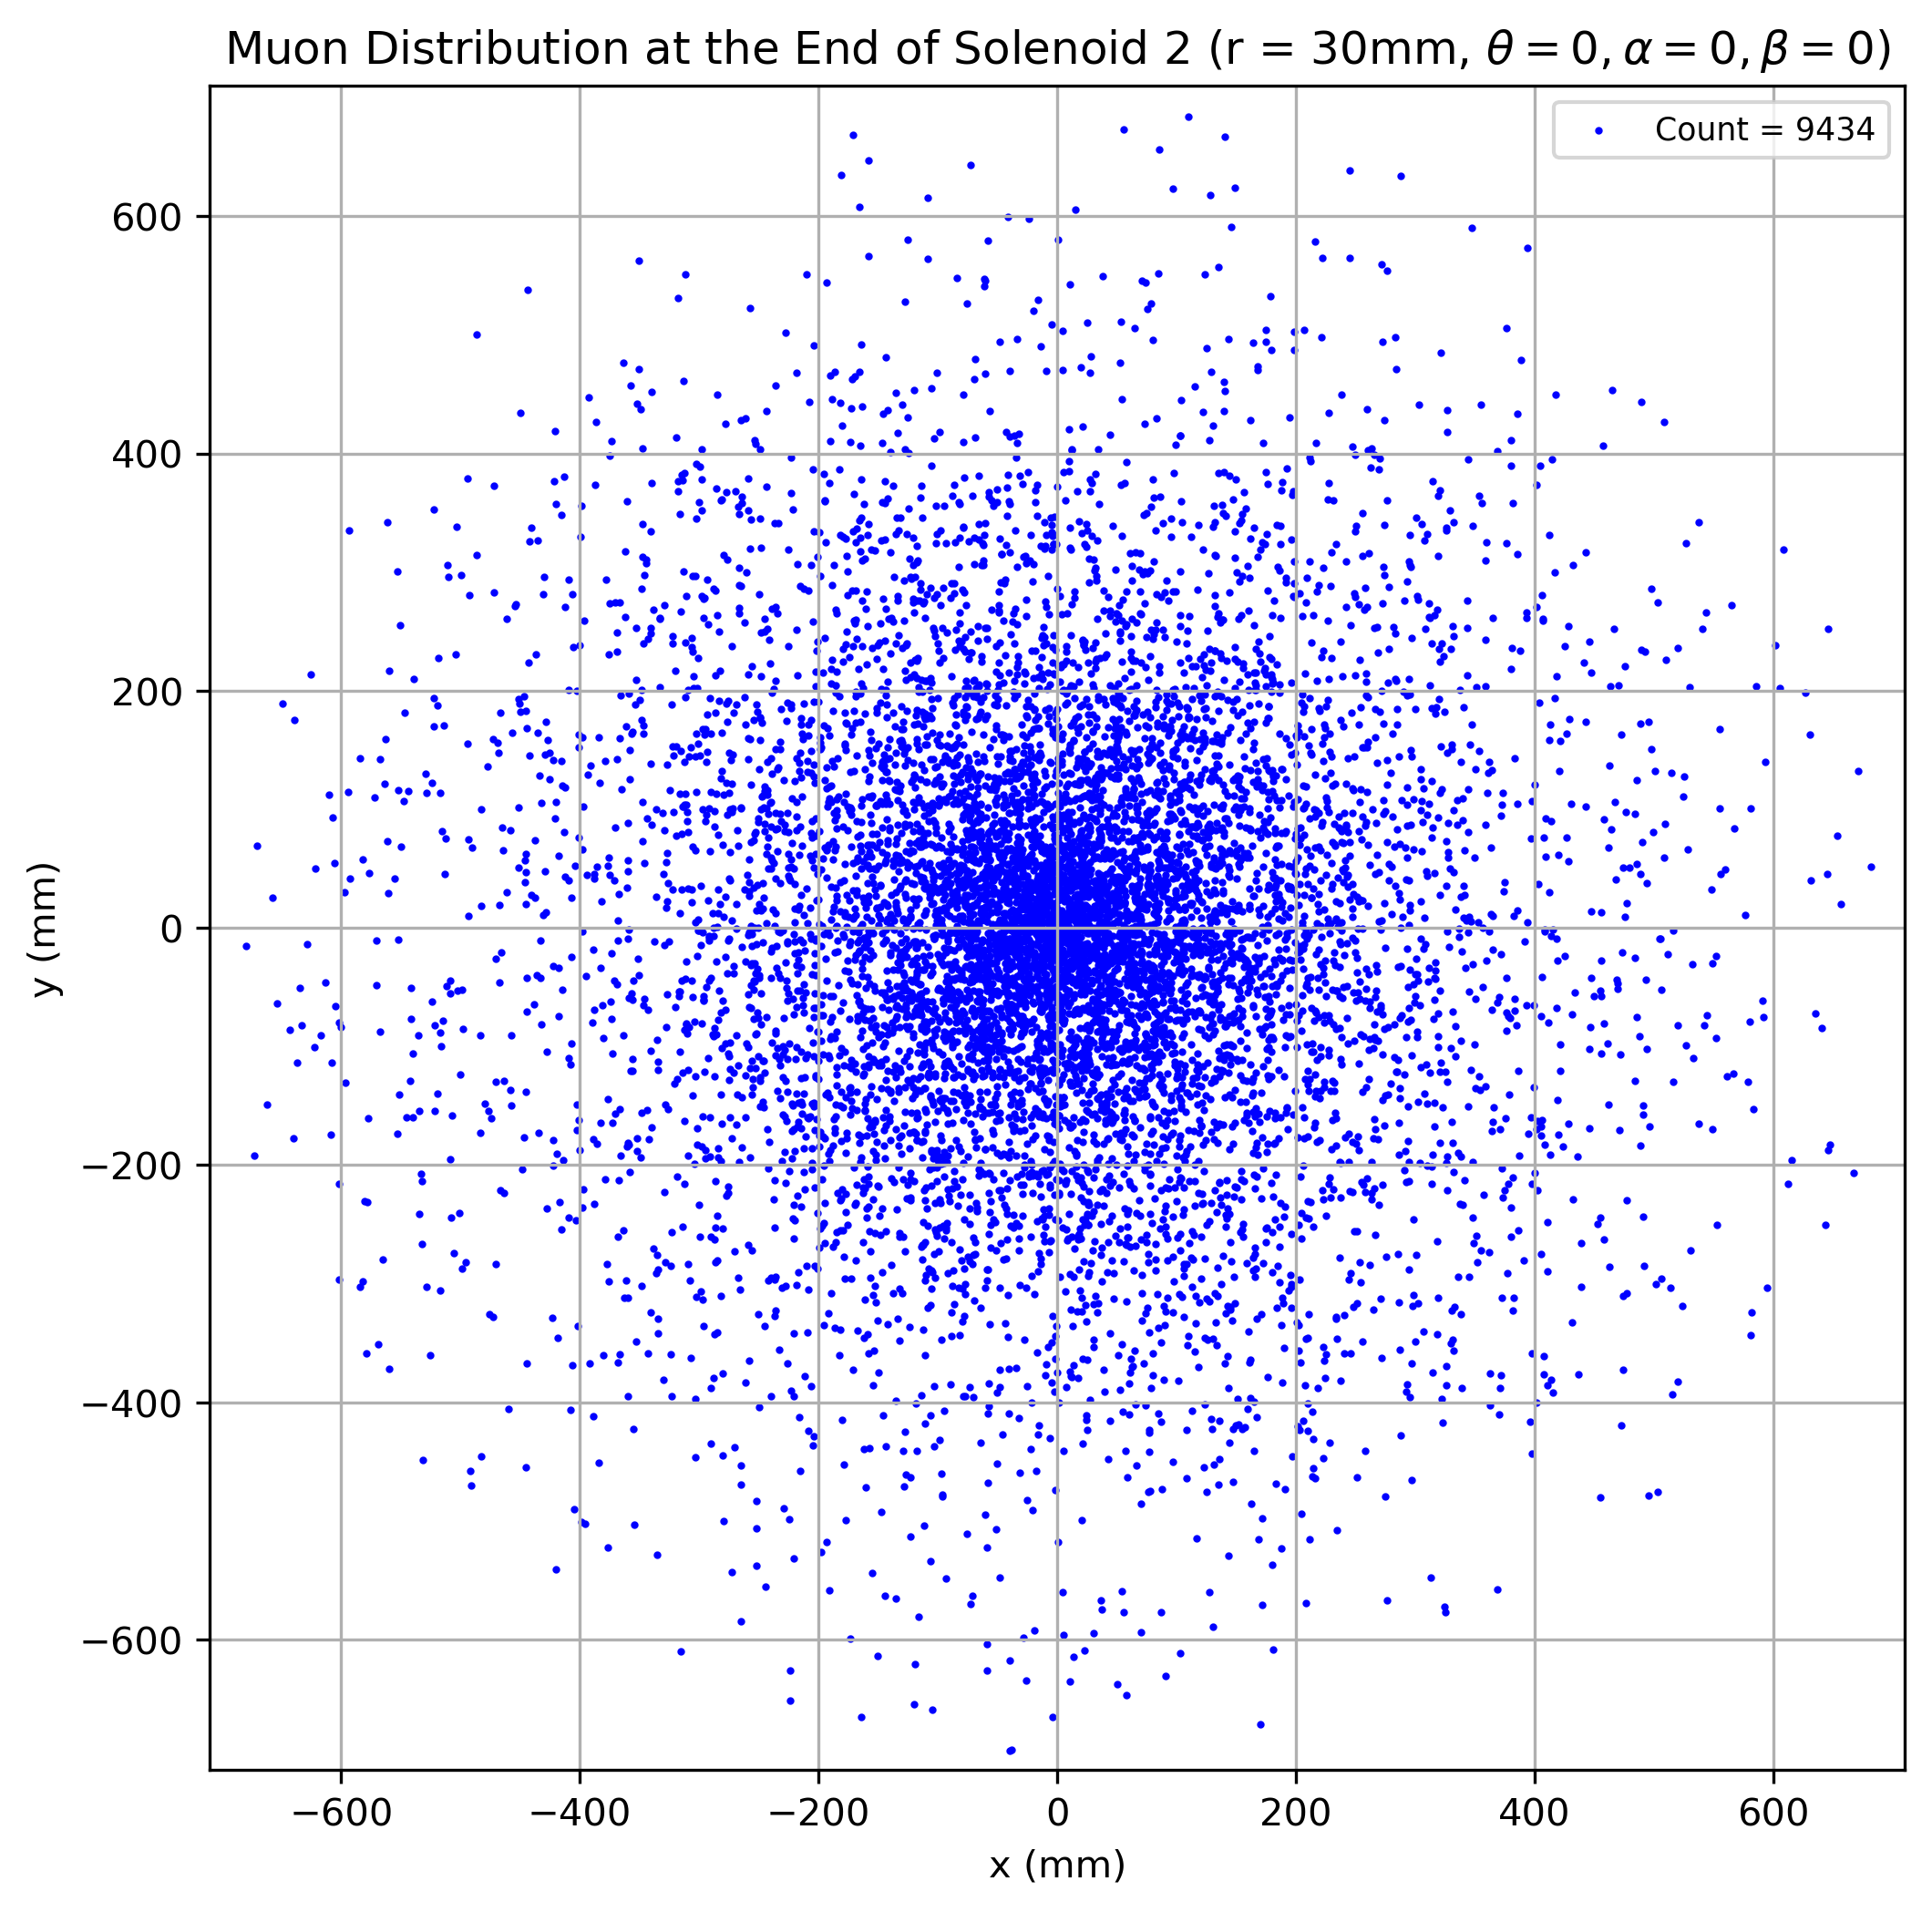 Muon Distribution at the End of Solenoid 2 (r = 30mm, θ = 0, α = 0, β = 0)
Count = 9434
600
400
200
0
−200
−400
−600
y (mm)
−600 −400 −200 0 200 400 600
x (mm)